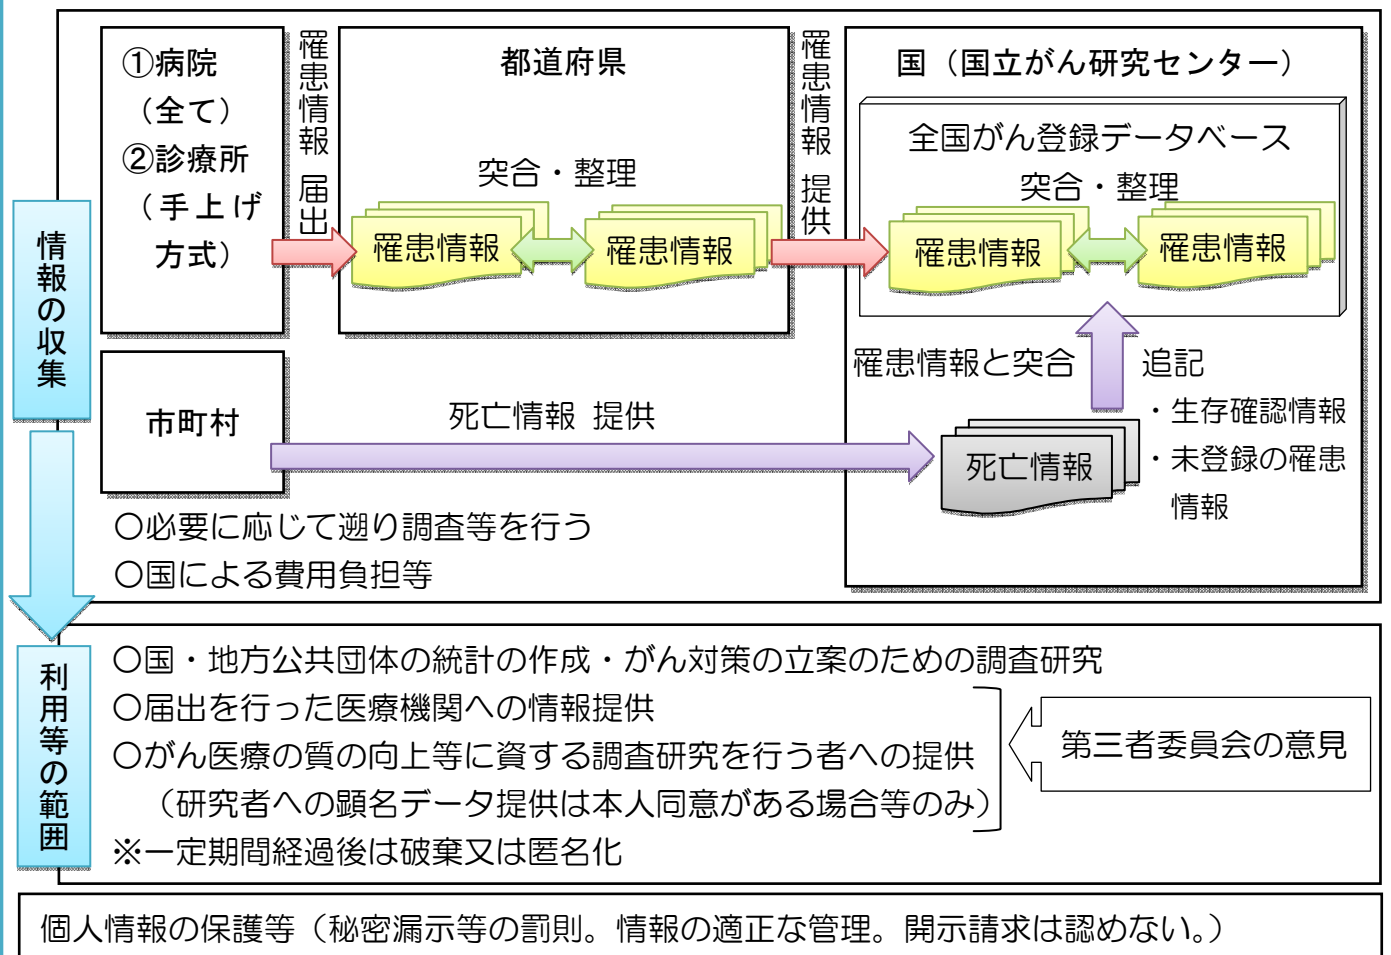 情報の収集
①病院
（全て）
②診療所
（手上げ
方式）
罹患情報 届出
都道府県
突合・整理
罹患情報
罹患情報
罹患情報 提供
国（国立がん研究センター）
全国がん登録データベース
突合・整理
罹患情報
罹患情報
罹患情報と突合
追記
・生存確認情報
・未登録の罹患
情報
市町村
死亡情報 提供
死亡情報
○必要に応じて遡り調査等を行う
○国による費用負担等
利用等の範囲
○国・地方公共団体の統計の作成・がん対策の立案のための調査研究
○届出を行った医療機関への情報提供
○がん医療の質の向上等に資する調査研究を行う者への提供
（研究者への顕名データ提供は本人同意がある場合等のみ）
※一定期間経過後は破棄又は匿名化
第三者委員会の意見
個人情報の保護等（秘密漏示等の罰則。情報の適正な管理。開示請求は認めない。）